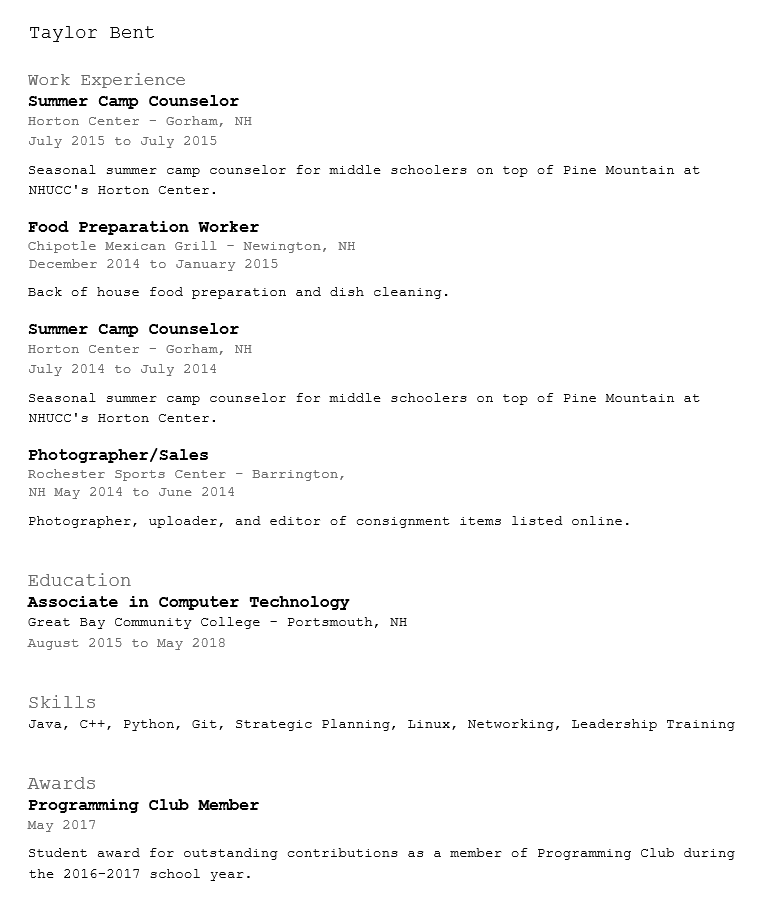 Taylor Bent
Work Experience
Summer Camp Counselor
Horton Center - Gorham, NH
July 2015 to July 2015
Seasonal summer camp counselor for middle schoolers on top of Pine Mountain at
NHUCC's Horton Center.
Food Preparation Worker
Chipotle Mexican Grill - Newington, NH
December 2014 to January 2015
Back of house food preparation and dish cleaning.
Summer Camp Counselor
Horton Center - Gorham, NH
July 2014 to July 2014
Seasonal summer camp counselor for middle schoolers on top of Pine Mountain at
NHUCC's Horton Center.
Photographer/Sales
Rochester Sports Center - Barrington,
NH May 2014 to June 2014
Photographer, uploader, and editor of consignment items listed online.
Education
Associate in Computer Technology
Great Bay Community College - Portsmouth, NH
August 2015 to May 2018
Skills
Java, C++, Python, Git, Strategic Planning, Linux, Networking, Leadership Training
Awards
Programming Club Member
May 2017
Student award for outstanding contributions as a member of Programming Club during
the 2016-2017 school year.